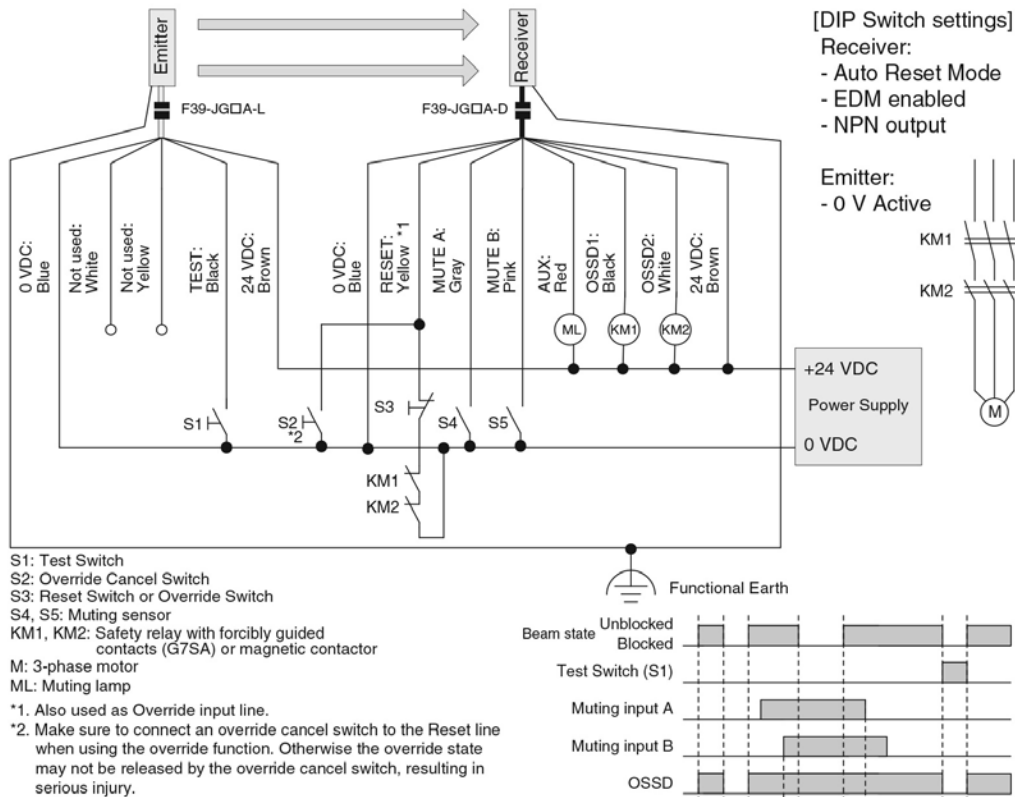 Emitter
Receiver
F39-JG□A-L
F39-JG□A-D
[DIP Switch settings]
Receiver:
- Auto Reset Mode
- EDM enabled
- NPN output
Emitter:
- 0 V Active
0 VDC:
Blue
Not used:
White
Not used:
Yellow
TEST:
Black
24 VDC:
Brown
0 VDC:
Blue
RESET:
Yellow *1
MUTE A:
Gray
MUTE B:
Pink
AUX:
Red
OSSD1:
Black
OSSD2:
White
24 VDC:
Brown
KM1
KM2
M
ML
KM1
KM2
+24 VDC
Power Supply
0 VDC
S1
S2
*2
S3
S4
S5
KM1
KM2
Functional Earth
S1: Test Switch
S2: Override Cancel Switch
S3: Reset Switch or Override Switch
S4, S5: Muting sensor
KM1, KM2: Safety relay with forcibly guided
contacts (G7SA) or magnetic contactor
M: 3-phase motor
ML: Muting lamp
*1. Also used as Override input line.
*2. Make sure to connect an override cancel switch to the Reset line
when using the override function. Otherwise the override state
may not be released by the override cancel switch, resulting in
serious injury.
Beam state
Unblocked
Blocked
Test Switch (S1)
Muting input A
Muting input B
OSSD